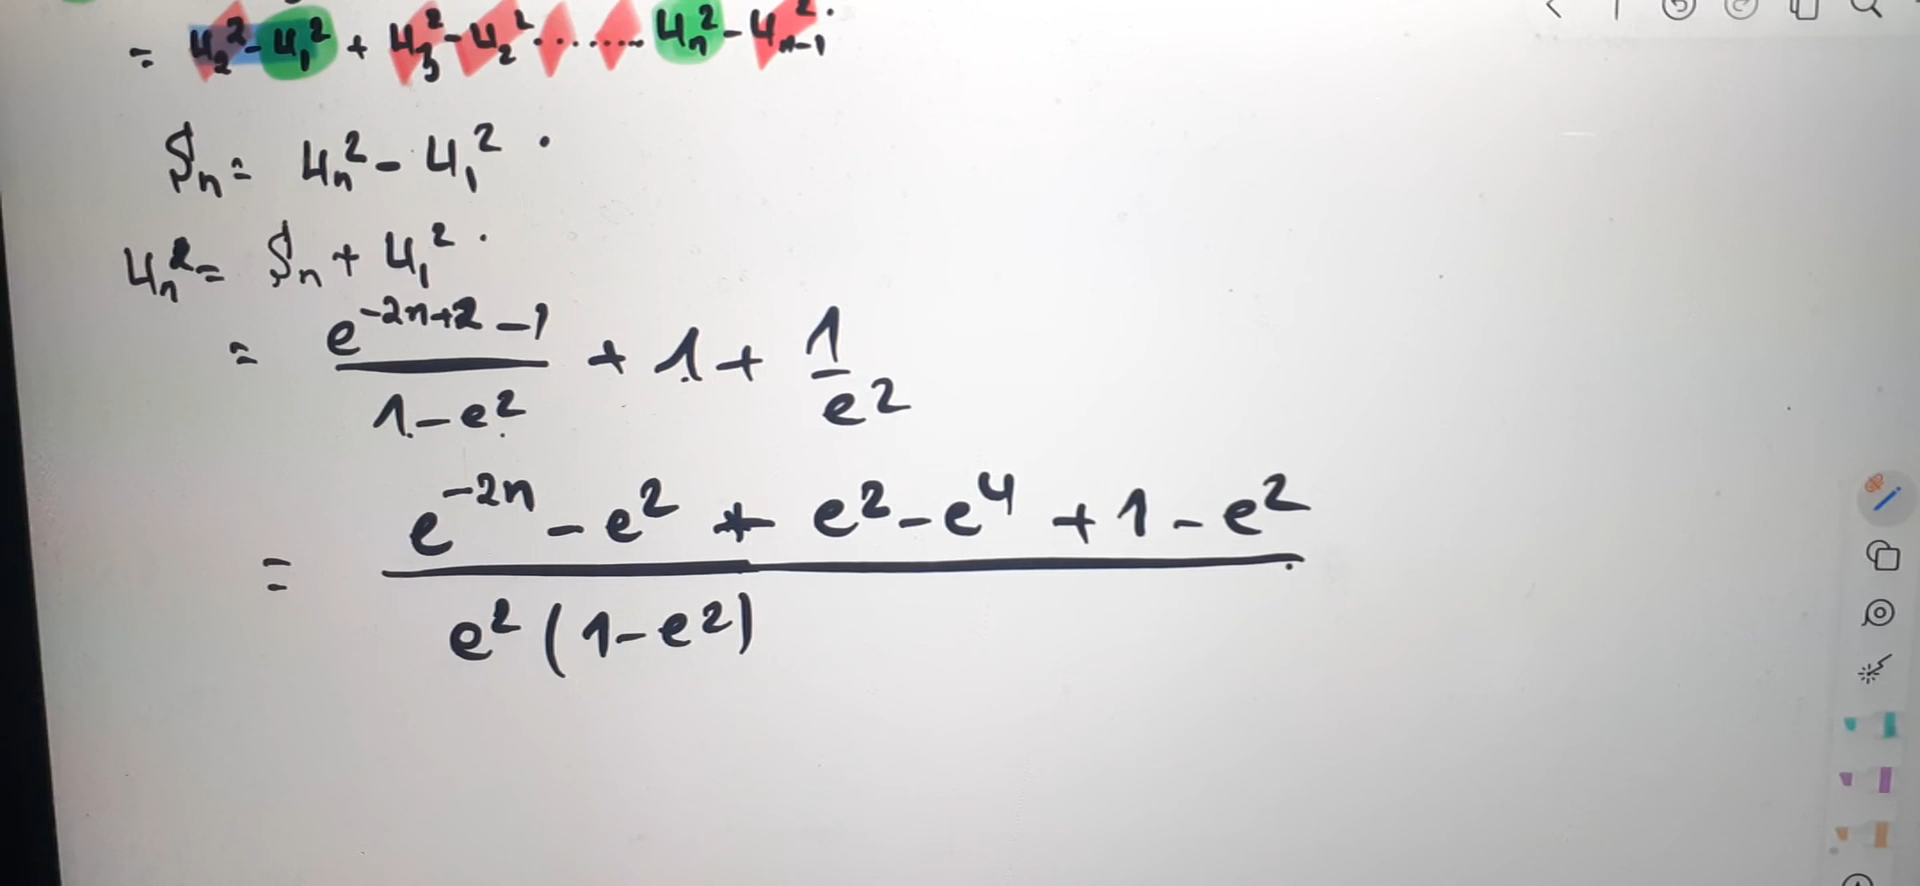 = u₂² - u₁² + u₃² - u₂² ........ uₙ² - uₙ₋₁².
Sₙ = uₙ² - u₁².
uₙ² = Sₙ + u₁².
= (e^(-2n+2) - 1)/(1 - e²) + 1 + 1/e²
= (e^(-2n) - e² + e² - e⁴ + 1 - e²)/(e²(1 - e²))